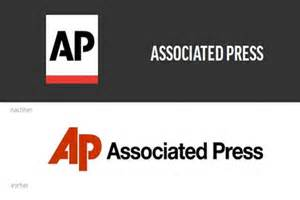 AP
ASSOCIATED PRESS
nachher
AP Associated Press
vorher